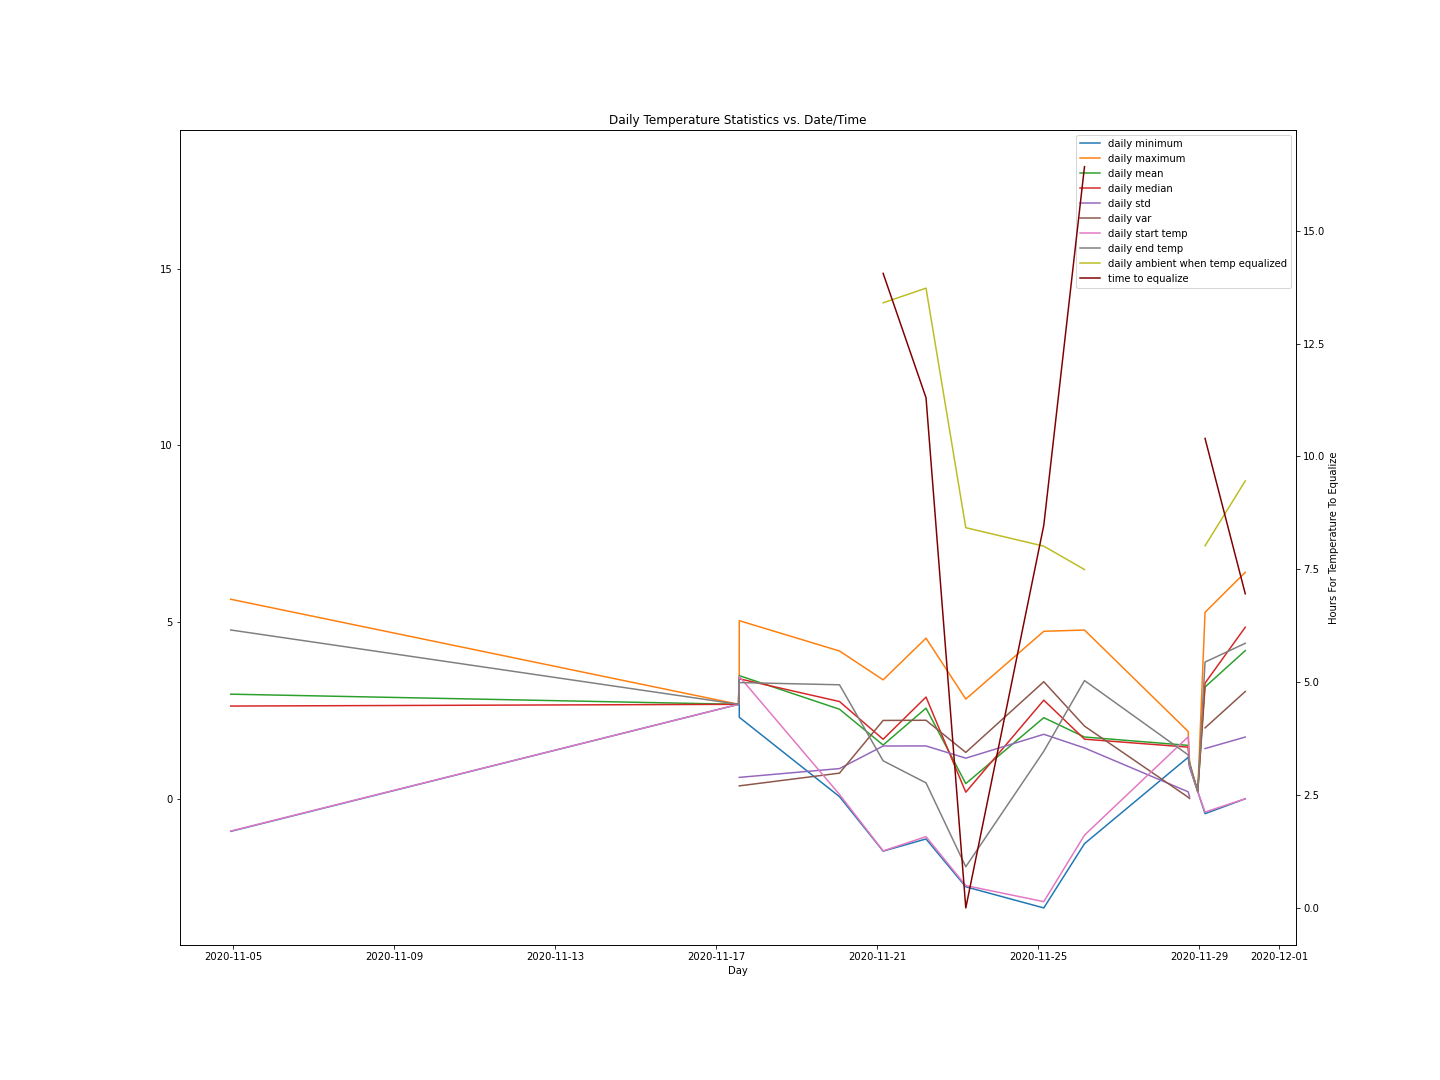 Daily Temperature Statistics vs. Date/Time
daily minimum
daily maximum
daily mean
daily median
daily std
daily var
daily start temp
daily end temp
daily ambient when temp equalized
time to equalize
15
10
5
0
15.0
12.5
10.0
7.5
5.0
2.5
0.0
Hours For Temperature To Equalize
2020-11-05
2020-11-09
2020-11-13
2020-11-17
2020-11-21
2020-11-25
2020-11-29
2020-12-01
Day